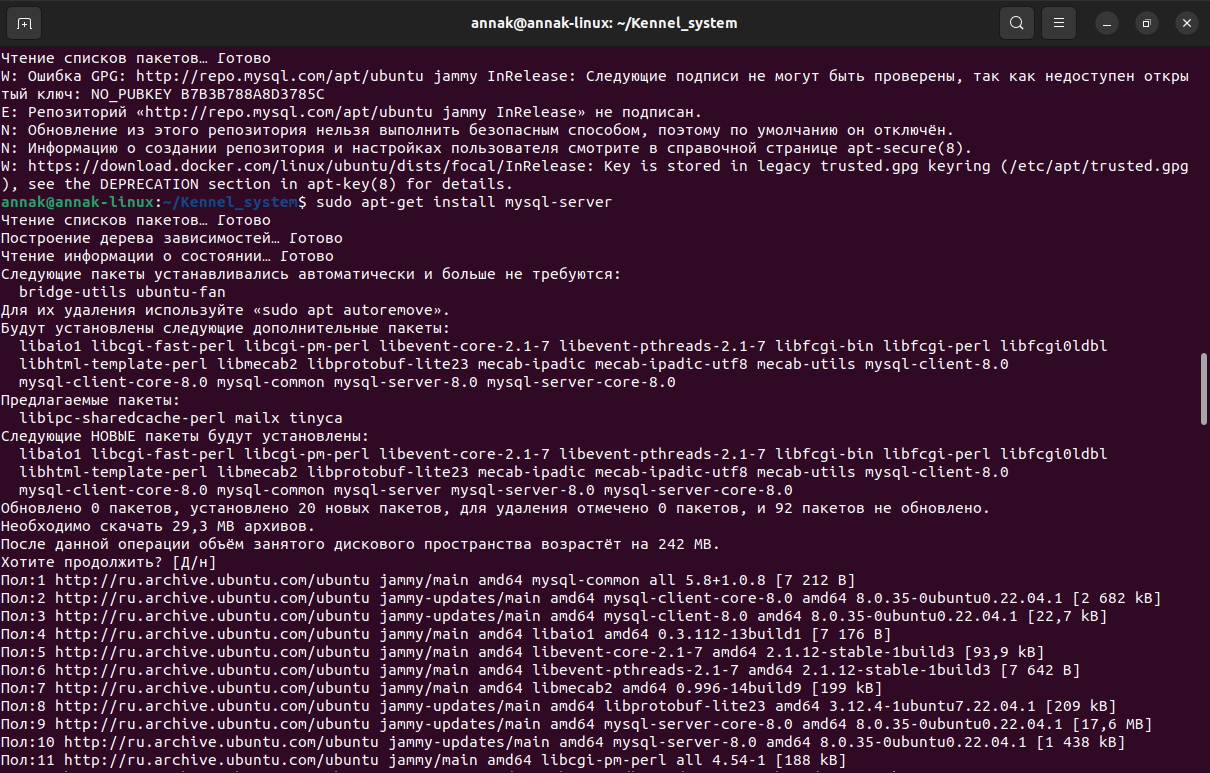 annak@annak-linux: ~/Kennel_system
Чтение списков пакетов… Готово
W: Ошибка GPG: http://repo.mysql.com/apt/ubuntu jammy InRelease: Следующие подписи не могут быть проверены, так как недоступен откры
тый ключ: NO_PUBKEY B7B3B788A8D3785C
E: Репозиторий «http://repo.mysql.com/apt/ubuntu jammy InRelease» не подписан.
N: Обновление из этого репозитория нельзя выполнить безопасным способом, поэтому по умолчанию он отключён.
N: Информацию о создании репозитория и настройках пользователя смотрите в справочной странице apt-secure(8).
W: https://download.docker.com/linux/ubuntu/dists/focal/InRelease: Key is stored in legacy trusted.gpg keyring (/etc/apt/trusted.gpg
), see the DEPRECATION section in apt-key(8) for details.
annak@annak-linux:~/Kennel_system$ sudo apt-get install mysql-server
Чтение списков пакетов… Готово
Построение дерева зависимостей… Готово
Чтение информации о состоянии… Готово
Следующие пакеты устанавливались автоматически и больше не требуются:
  bridge-utils ubuntu-fan
Для их удаления используйте «sudo apt autoremove».
Будут установлены следующие дополнительные пакеты:
  libaio1 libcgi-fast-perl libcgi-pm-perl libevent-core-2.1-7 libevent-pthreads-2.1-7 libfcgi-bin libfcgi-perl libfcgi0ldbl
  libhtml-template-perl libmecab2 libprotobuf-lite23 mecab-ipadic mecab-ipadic-utf8 mecab-utils mysql-client-8.0
  mysql-client-core-8.0 mysql-common mysql-server-8.0 mysql-server-core-8.0
Предлагаемые пакеты:
  libipc-sharedcache-perl mailx tinyca
Следующие НОВЫЕ пакеты будут установлены:
  libaio1 libcgi-fast-perl libcgi-pm-perl libevent-core-2.1-7 libevent-pthreads-2.1-7 libfcgi-bin libfcgi-perl libfcgi0ldbl
  libhtml-template-perl libmecab2 libprotobuf-lite23 mecab-ipadic mecab-ipadic-utf8 mecab-utils mysql-client-8.0
  mysql-client-core-8.0 mysql-common mysql-server mysql-server-8.0 mysql-server-core-8.0
Обновлено 0 пакетов, установлено 20 новых пакетов, для удаления отмечено 0 пакетов, и 92 пакетов не обновлено.
Необходимо скачать 29,3 MB архивов.
После данной операции объём занятого дискового пространства возрастёт на 242 MB.
Хотите продолжить? [Д/н]
Пол:1 http://ru.archive.ubuntu.com/ubuntu jammy/main amd64 mysql-common all 5.8+1.0.8 [7 212 B]
Пол:2 http://ru.archive.ubuntu.com/ubuntu jammy-updates/main amd64 mysql-client-core-8.0 amd64 8.0.35-0ubuntu0.22.04.1 [2 682 kB]
Пол:3 http://ru.archive.ubuntu.com/ubuntu jammy-updates/main amd64 mysql-client-8.0 amd64 8.0.35-0ubuntu0.22.04.1 [22,7 kB]
Пол:4 http://ru.archive.ubuntu.com/ubuntu jammy/main amd64 libaio1 amd64 0.3.112-13build1 [7 176 B]
Пол:5 http://ru.archive.ubuntu.com/ubuntu jammy/main amd64 libevent-core-2.1-7 amd64 2.1.12-stable-1build3 [93,9 kB]
Пол:6 http://ru.archive.ubuntu.com/ubuntu jammy/main amd64 libevent-pthreads-2.1-7 amd64 2.1.12-stable-1build3 [7 642 B]
Пол:7 http://ru.archive.ubuntu.com/ubuntu jammy/main amd64 libmecab2 amd64 0.996-14build9 [199 kB]
Пол:8 http://ru.archive.ubuntu.com/ubuntu jammy-updates/main amd64 libprotobuf-lite23 amd64 3.12.4-1ubuntu7.22.04.1 [209 kB]
Пол:9 http://ru.archive.ubuntu.com/ubuntu jammy-updates/main amd64 mysql-server-core-8.0 amd64 8.0.35-0ubuntu0.22.04.1 [17,6 MB]
Пол:10 http://ru.archive.ubuntu.com/ubuntu jammy-updates/main amd64 mysql-server-8.0 amd64 8.0.35-0ubuntu0.22.04.1 [1 438 kB]
Пол:11 http://ru.archive.ubuntu.com/ubuntu jammy/main amd64 libcgi-pm-perl all 4.54-1 [188 kB]